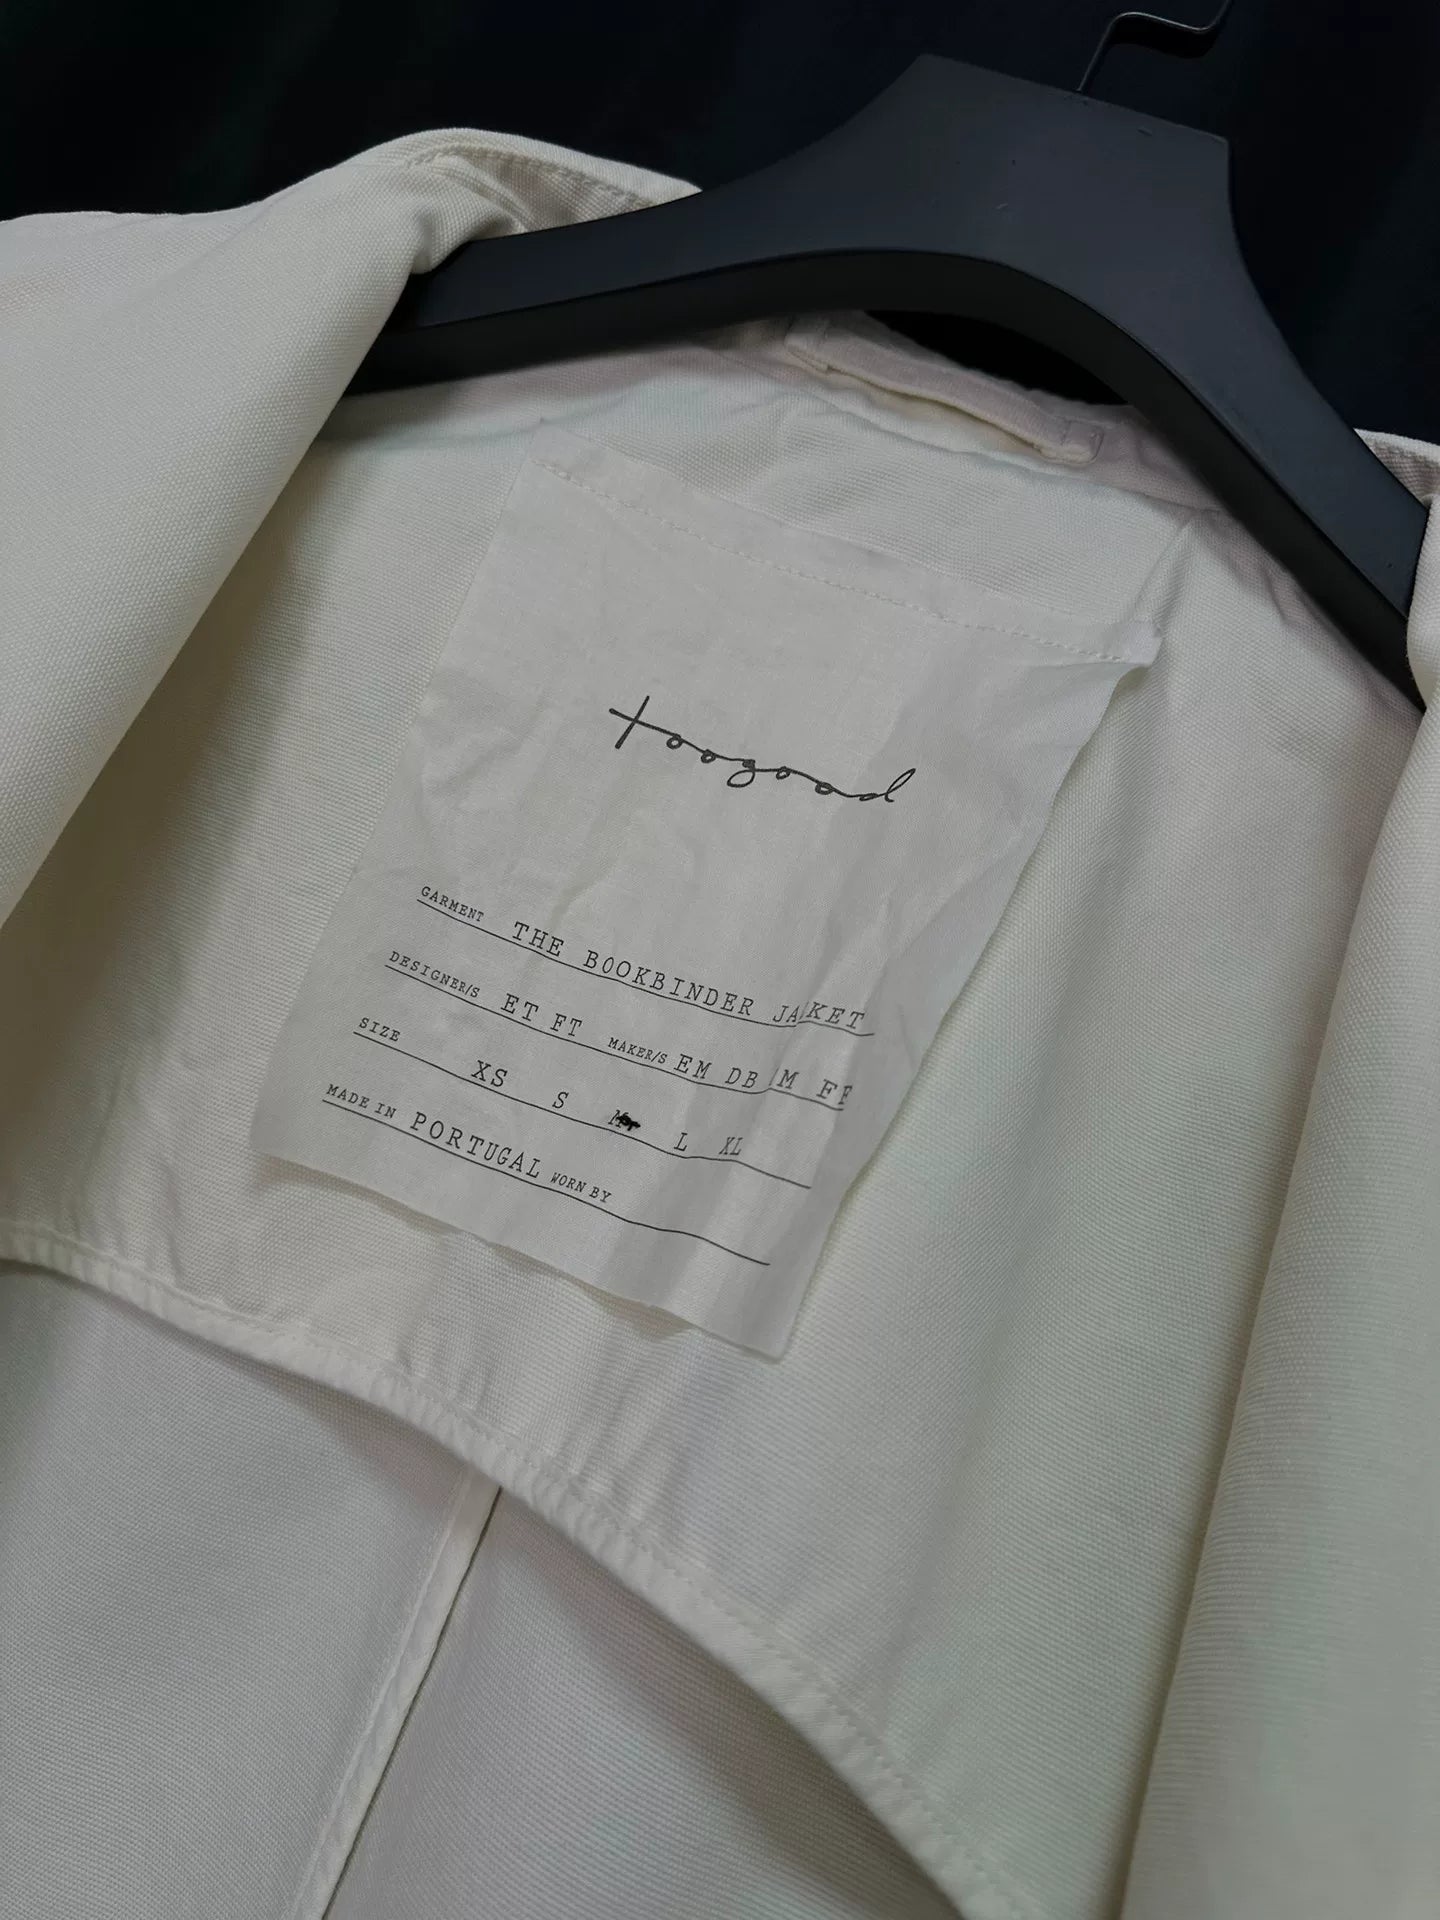 toogood
GARMENT THE BOOKBINDER JACKET
DESIGNER/S ET FT MAKER/S EM DB M FF
SIZE XS S M L XL
MADE IN PORTUGAL WORN BY